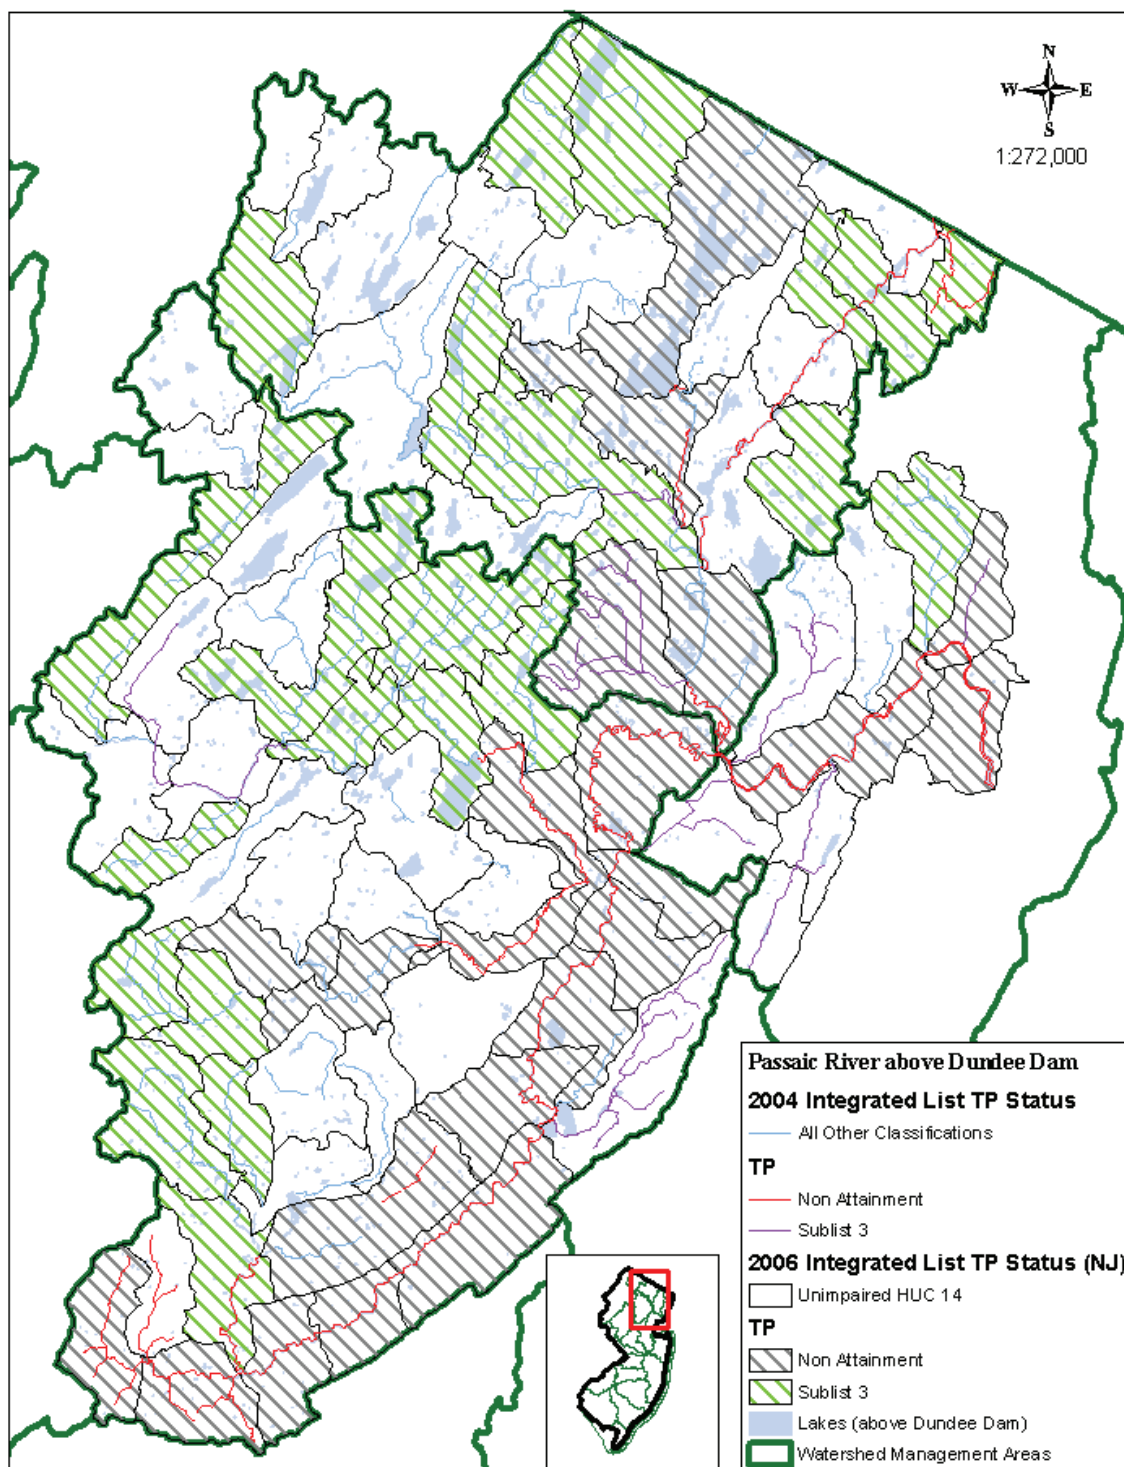 N
W E
S
1:272,000
Passaic River above Dundee Dam
2004 Integrated List TP Status
All Other Classifications
TP
Non Attainment
Sublist 3
2006 Integrated List TP Status (NJ)
Unimpaired HUC 14
TP
Non Attainment
Sublist 3
Lakes (above Dundee Dam)
Watershed Management Areas